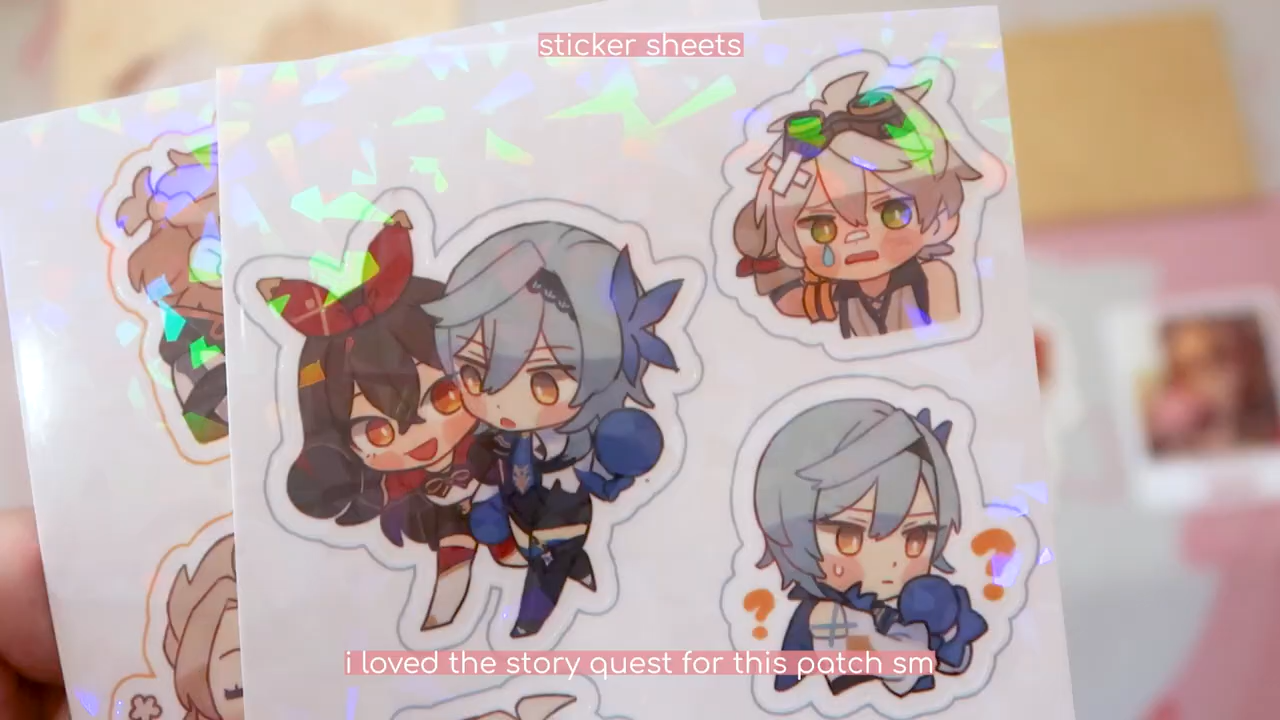 sticker sheets
? ?
i loved the story quest for this patch sm